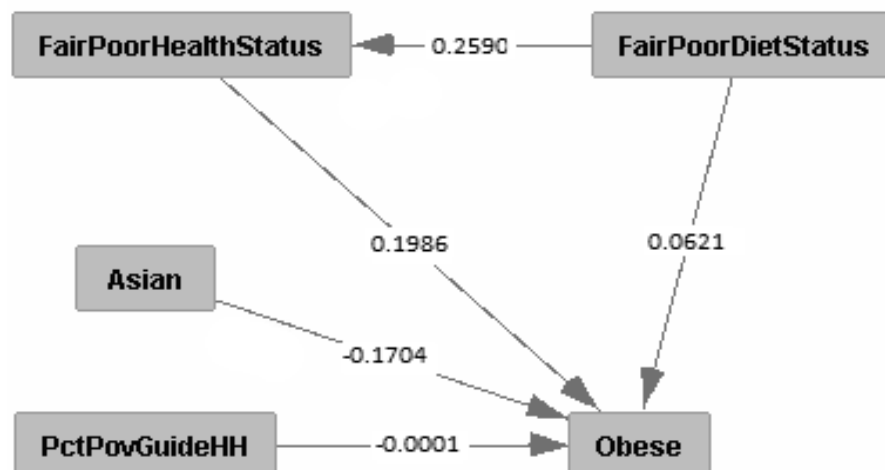 FairPoorHealthStatus
0.2590
FairPoorDietStatus
0.1986
0.0621
Asian
-0.1704
PctPovGuideHH
-0.0001
Obese